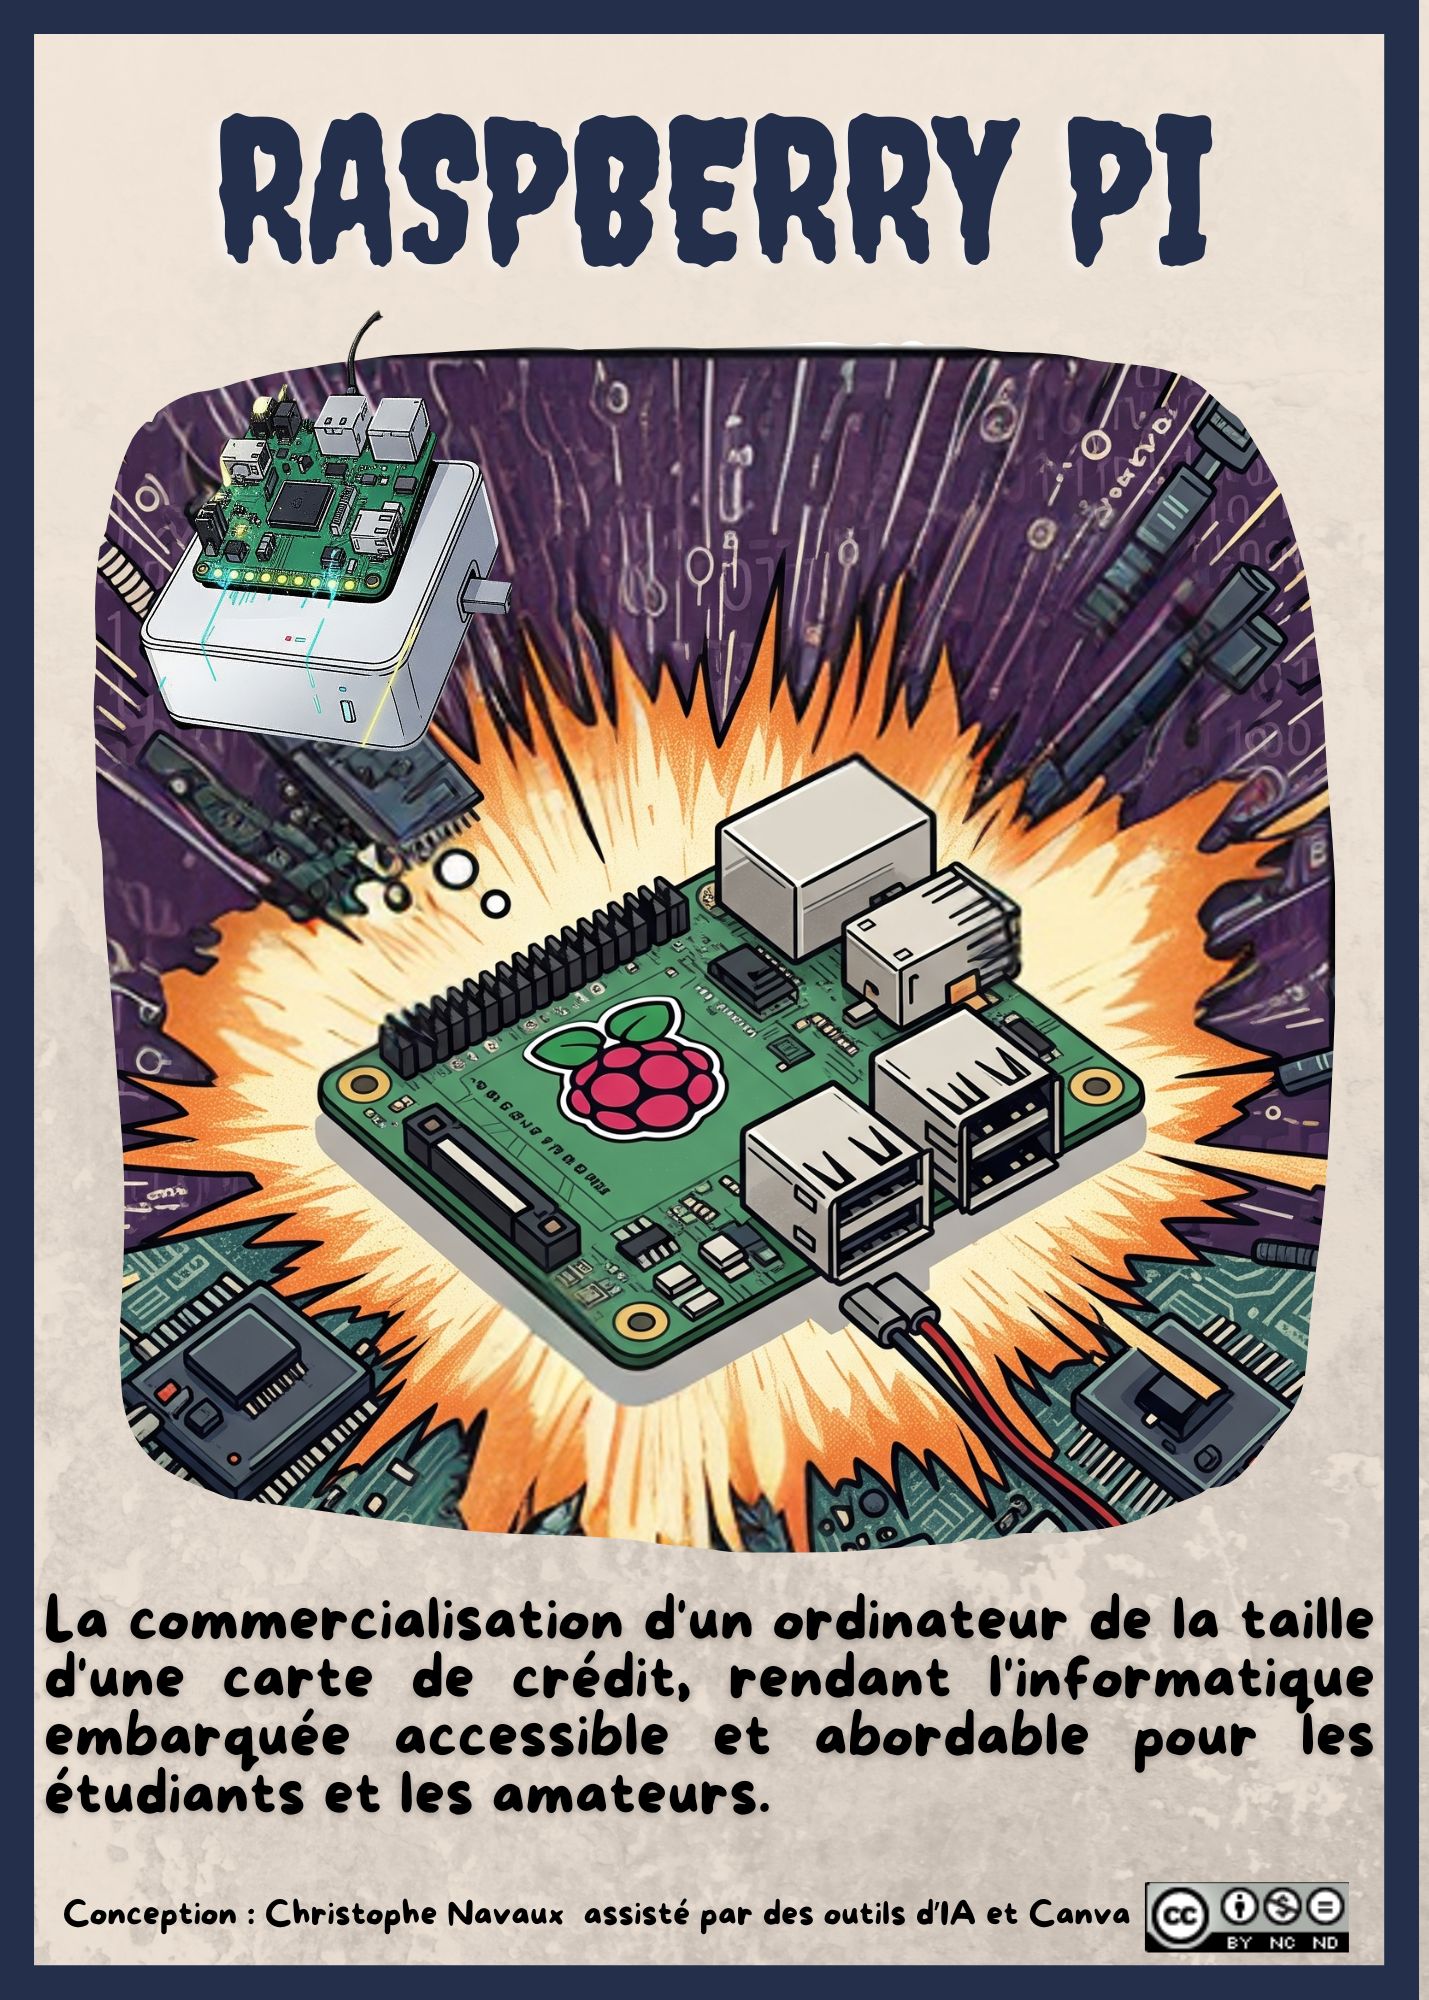 RASPBERRY PI
La commercialisation d'un ordinateur de la taille
d'une carte de crédit, rendant l'informatique
embarquée accessible et abordable pour les
étudiants et les amateurs.
Conception : Christophe Navaux assisté par des outils d'IA et Canva
cc
BY NC ND